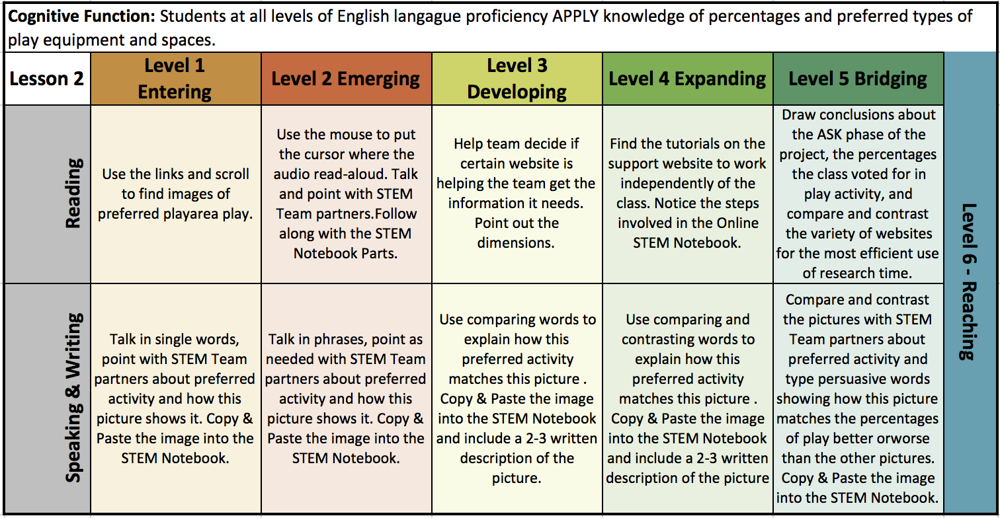 Cognitive Function: Students at all levels of English langague proficiency APPLY knowledge of percentages and preferred types of
play equipment and spaces.
Lesson 2
Level 1
Entering
Level 2 Emerging
Level 3
Developing
Level 4 Expanding
Level 5 Bridging
Level 6 - Reaching
Reading
Use the links and scroll
to find images of
preferred playarea play.
Use the mouse to put
the cursor where the
audio read-aloud. Talk
and point with STEM
Team partners.Follow
along with the STEM
Notebook Parts.
Help team decide if
certain website is
helping the team get the
information it needs.
Point out the
dimensions.
Find the tutorials on the
support website to work
independently of the
class. Notice the steps
involved in the Online
STEM Notebook.
Draw conclusions about
the ASK phase of the
project, the percentages
the class voted for in
play activity, and
compare and contrast
the variety of websites
for the most efficient use
of research time.
Speaking & Writing
Talk in single words,
point with STEM Team
partners about preferred
activity and how this
picture shows it. Copy &
Paste the image into the
STEM Notebook.
Talk in phrases, point as
needed with STEM Team
partners about preferred
activity and how this
picture shows it. Copy &
Paste the image into the
STEM Notebook.
Use comparing words to
explain how this
preferred activity
matches this picture .
Copy & Paste the image
into the STEM Notebook
and include a 2-3 written
description of the
picture.
Use comparing and
contrasting words to
explain how this
preferred activity
matches this picture .
Copy & Paste the image
into the STEM Notebook
and include a 2-3 written
description of the picture
Compare and contrast
the pictures with STEM
Team partners about
preferred activity and
type persuasive words
showing how this picture
matches the percentages
of play better orworse
than the other pictures.
Copy & Paste the image
into the STEM Notebook.